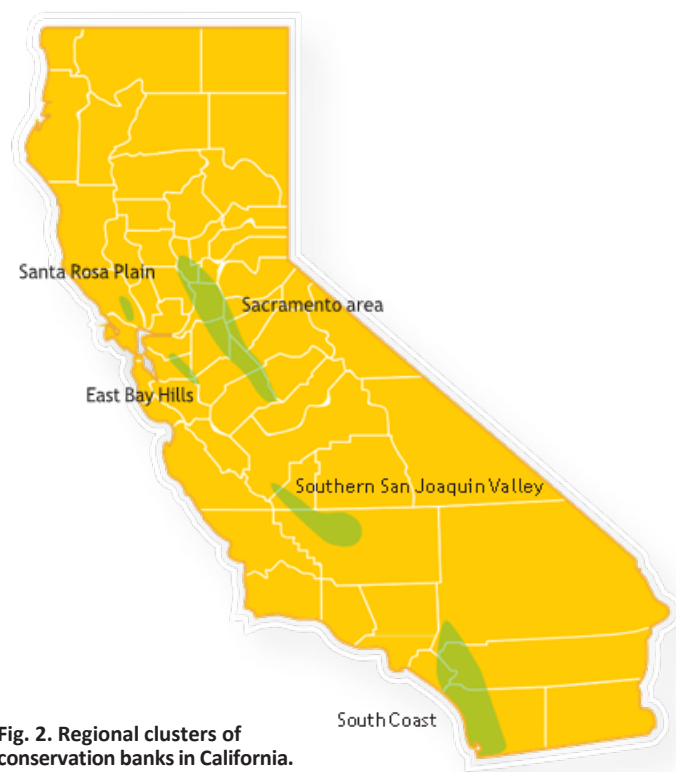 Santa Rosa Plain
Sacramento area
East Bay Hills
Southern San Joaquin Valley
South Coast
Fig. 2. Regional clusters of
conservation banks in California.